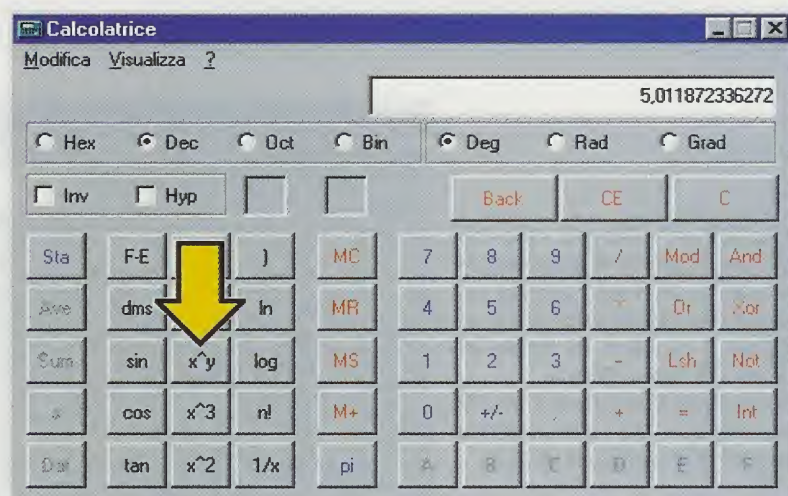 Calcolatrice
Modifica Visualizza ?
5,011872336272
Hex Dec Oct Bin Deg Rad Grad
Inv Hyp Back CE C
Sta F-E ) MC 7 8 9 / Mod And
Ave dms ln MR 4 5 6 * Or Xor
Sum sin x^y log MS 1 2 3 - Lsh Not
s cos x^3 n! M+ 0 +/- , + = Int
Dat tan x^2 1/x pi A B C D E F